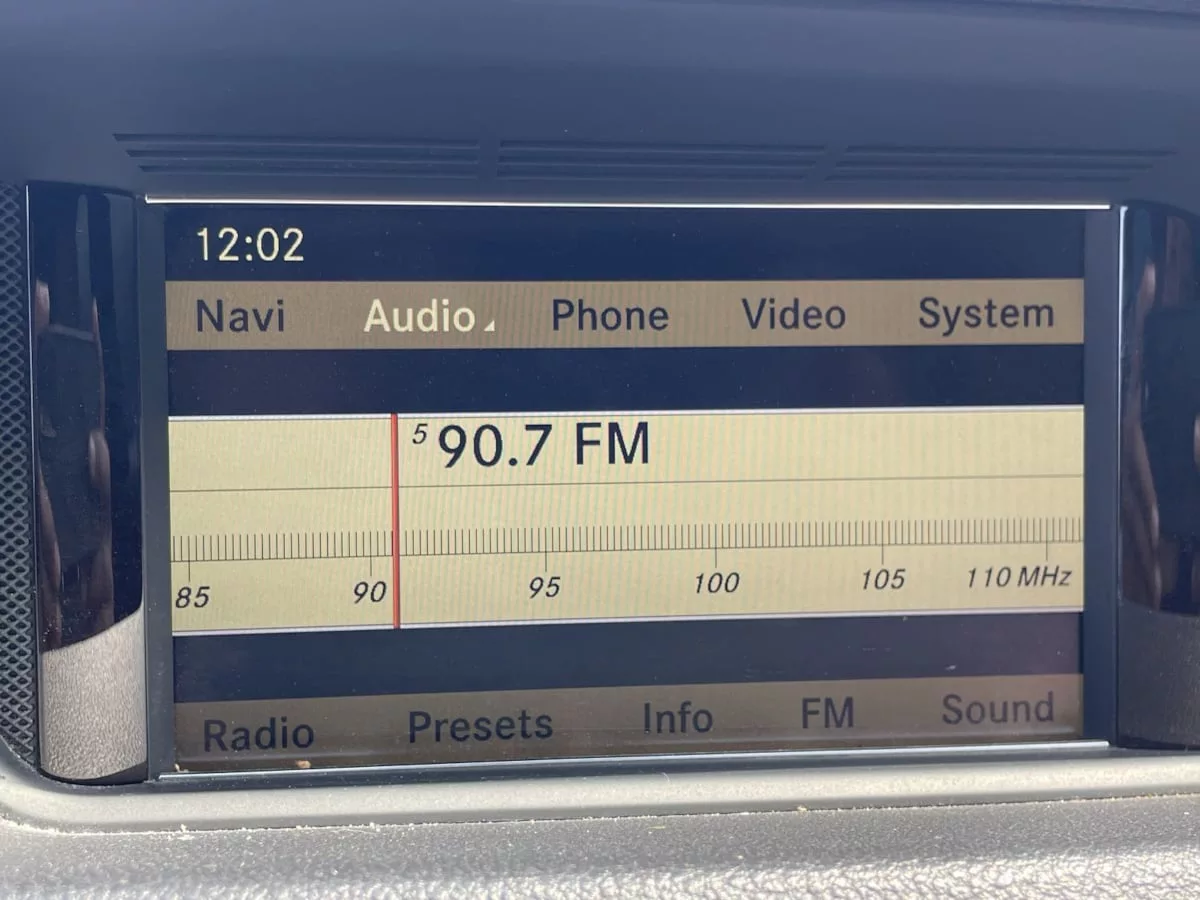 12:02
Navi Audio Phone Video System
5 90.7 FM
85 90 95 100 105 110 MHz
Radio Presets Info FM Sound